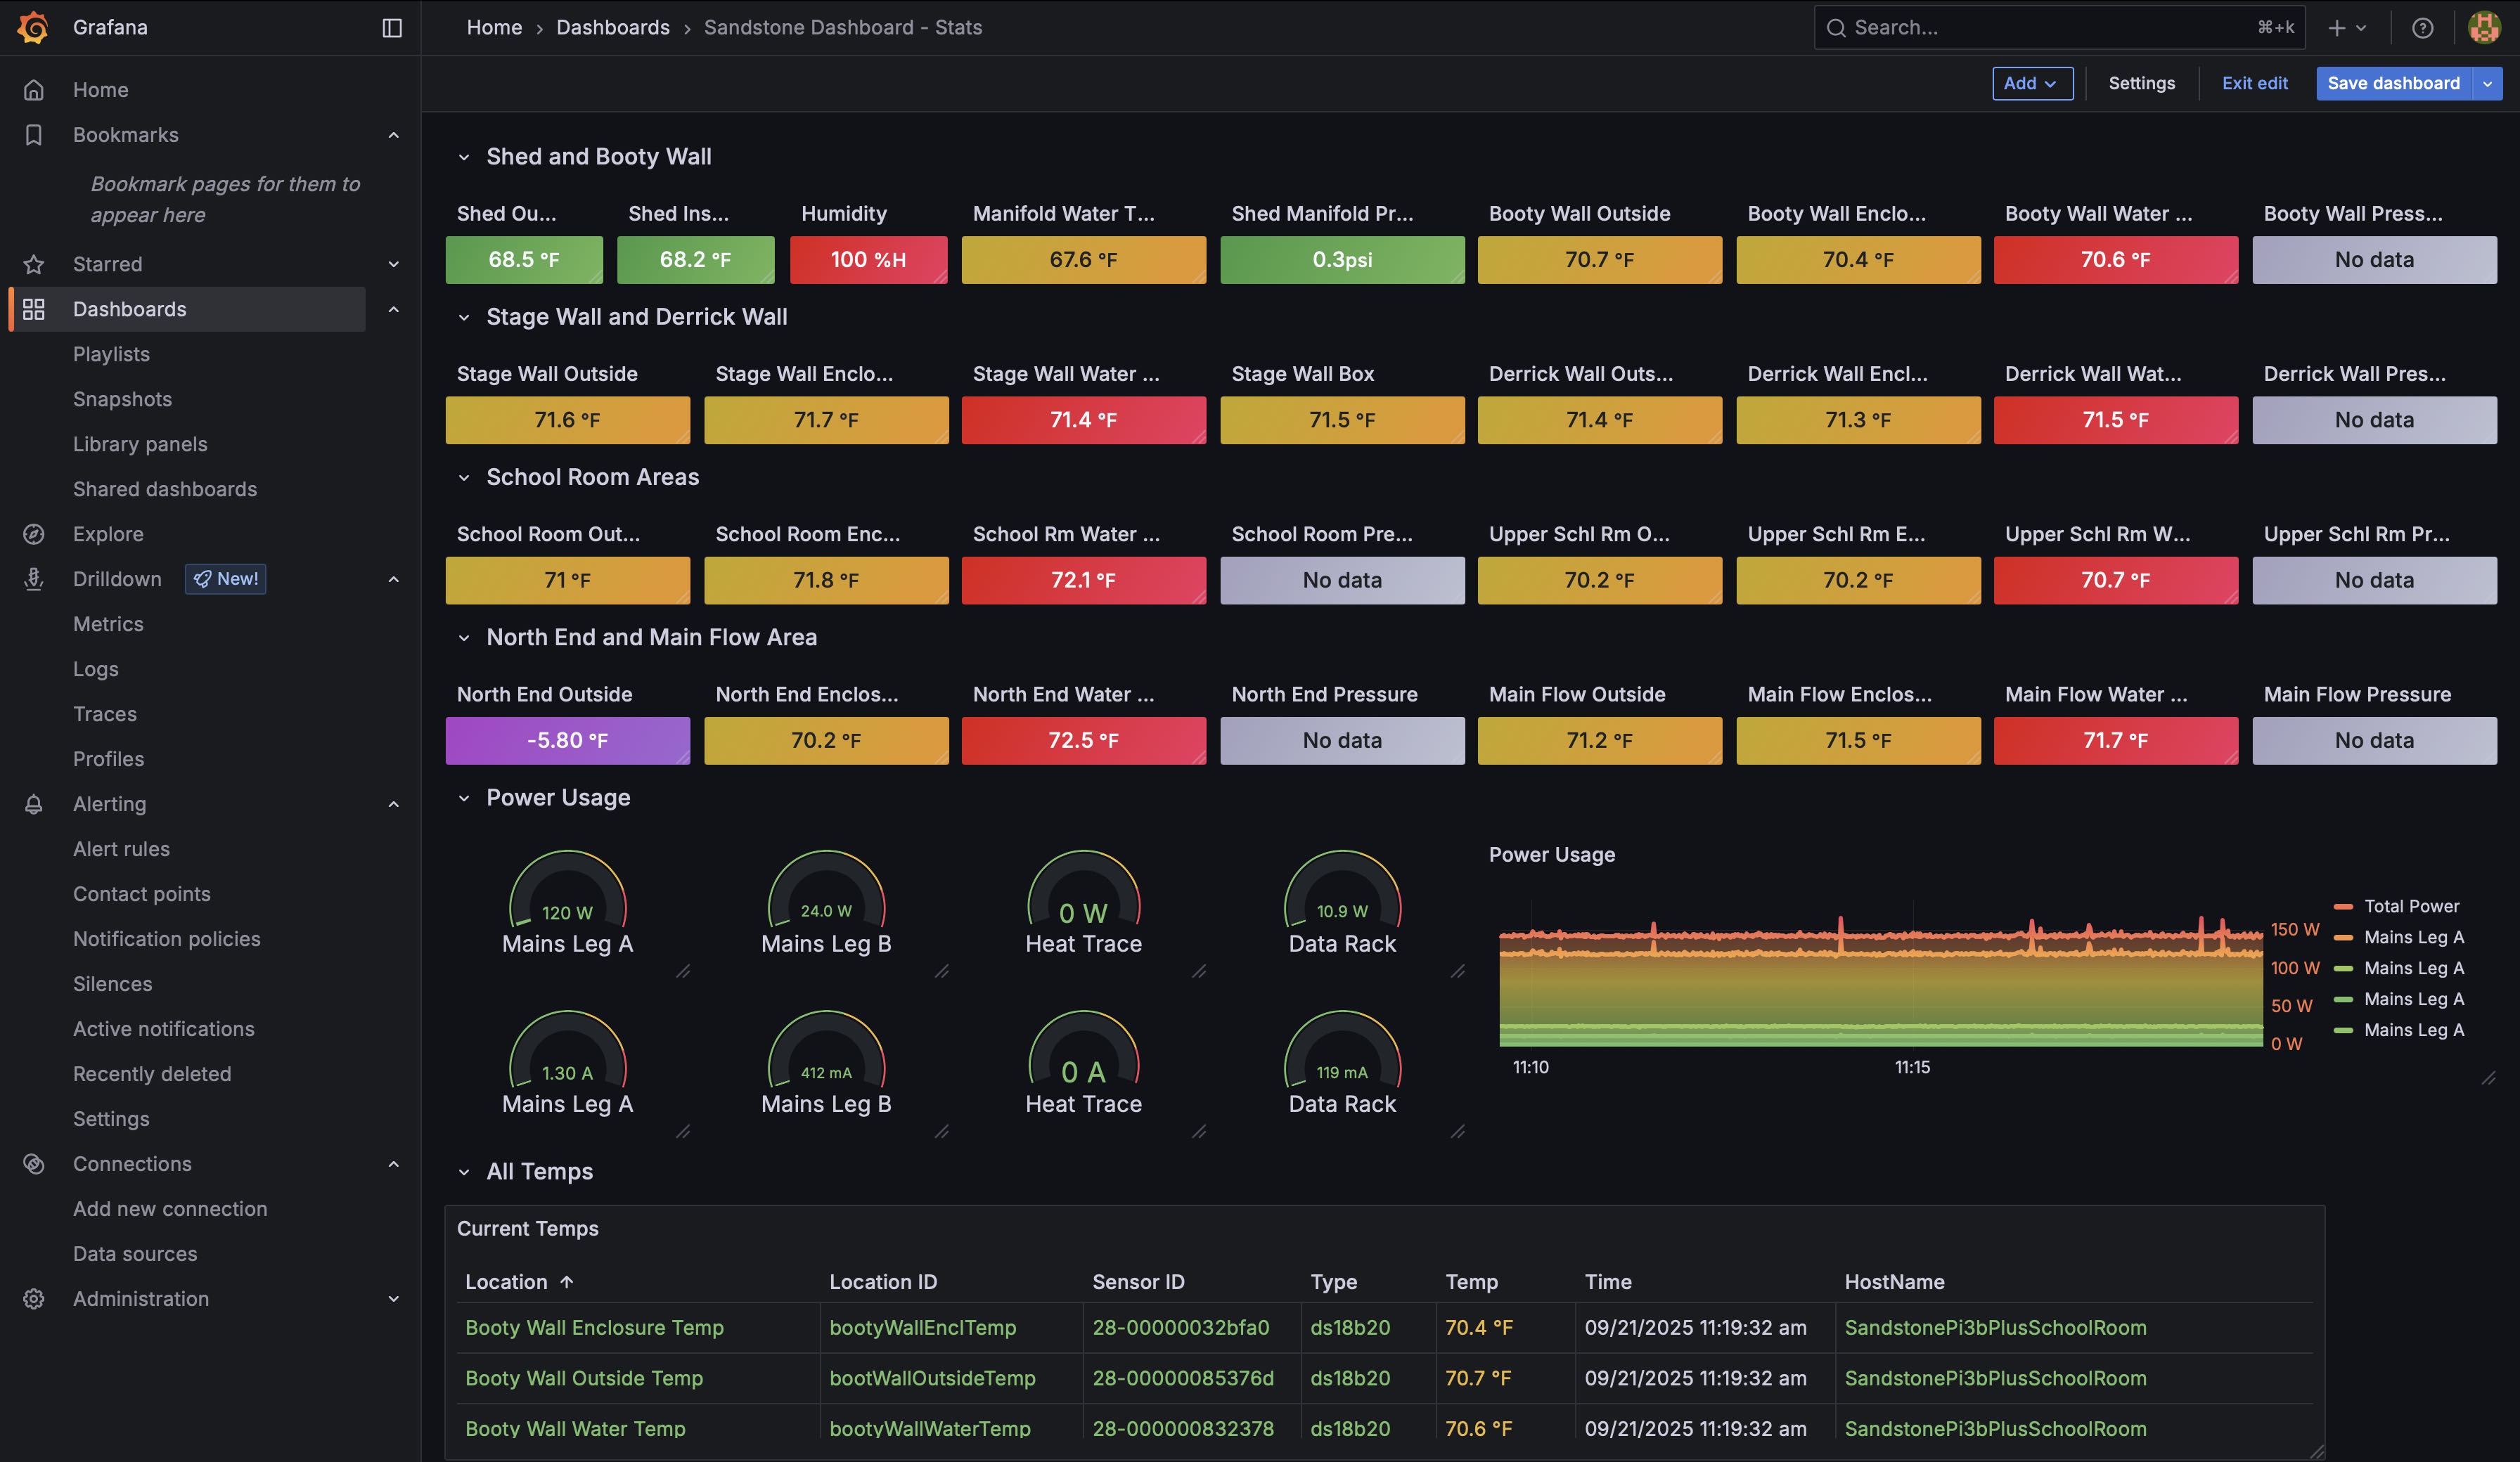 Grafana
Home › Dashboards › Sandstone Dashboard - Stats
Search...
⌘+k
Add
Settings
Exit edit
Save dashboard
Home
Bookmarks
Bookmark pages for them to
appear here
Starred
Dashboards
Playlists
Snapshots
Library panels
Shared dashboards
Explore
Drilldown
New!
Metrics
Logs
Traces
Profiles
Alerting
Alert rules
Contact points
Notification policies
Silences
Active notifications
Recently deleted
Settings
Connections
Add new connection
Data sources
Administration
Shed and Booty Wall
Shed Ou... Shed Ins... Humidity Manifold Water T... Shed Manifold Pr... Booty Wall Outside Booty Wall Enclo... Booty Wall Water ... Booty Wall Press...
68.5 °F 68.2 °F 100 %H 67.6 °F 0.3psi 70.7 °F 70.4 °F 70.6 °F No data
Stage Wall and Derrick Wall
Stage Wall Outside Stage Wall Enclo... Stage Wall Water ... Stage Wall Box Derrick Wall Outs... Derrick Wall Encl... Derrick Wall Wat... Derrick Wall Pres...
71.6 °F 71.7 °F 71.4 °F 71.5 °F 71.4 °F 71.3 °F 71.5 °F No data
School Room Areas
School Room Out... School Room Enc... School Rm Water ... School Room Pre... Upper Schl Rm O... Upper Schl Rm E... Upper Schl Rm W... Upper Schl Rm Pr...
71 °F 71.8 °F 72.1 °F No data 70.2 °F 70.2 °F 70.7 °F No data
North End and Main Flow Area
North End Outside North End Enclos... North End Water ... North End Pressure Main Flow Outside Main Flow Enclos... Main Flow Water ... Main Flow Pressure
-5.80 °F 70.2 °F 72.5 °F No data 71.2 °F 71.5 °F 71.7 °F No data
Power Usage
120 W 24.0 W 0 W 10.9 W
Mains Leg A Mains Leg B Heat Trace Data Rack
1.30 A 412 mA 0 A 119 mA
Mains Leg A Mains Leg B Heat Trace Data Rack
Power Usage
150 W
100 W
50 W
0 W
11:10 11:15
Total Power
Mains Leg A
Mains Leg A
Mains Leg A
Mains Leg A
All Temps
Current Temps
Location ↑ Location ID Sensor ID Type Temp Time HostName
Booty Wall Enclosure Temp bootyWallEnclTemp 28-00000032bfa0 ds18b20 70.4 °F 09/21/2025 11:19:32 am SandstonePi3bPlusSchoolRoom
Booty Wall Outside Temp bootWallOutsideTemp 28-00000085376d ds18b20 70.7 °F 09/21/2025 11:19:32 am SandstonePi3bPlusSchoolRoom
Booty Wall Water Temp bootyWallWaterTemp 28-000000832378 ds18b20 70.6 °F 09/21/2025 11:19:32 am SandstonePi3bPlusSchoolRoom